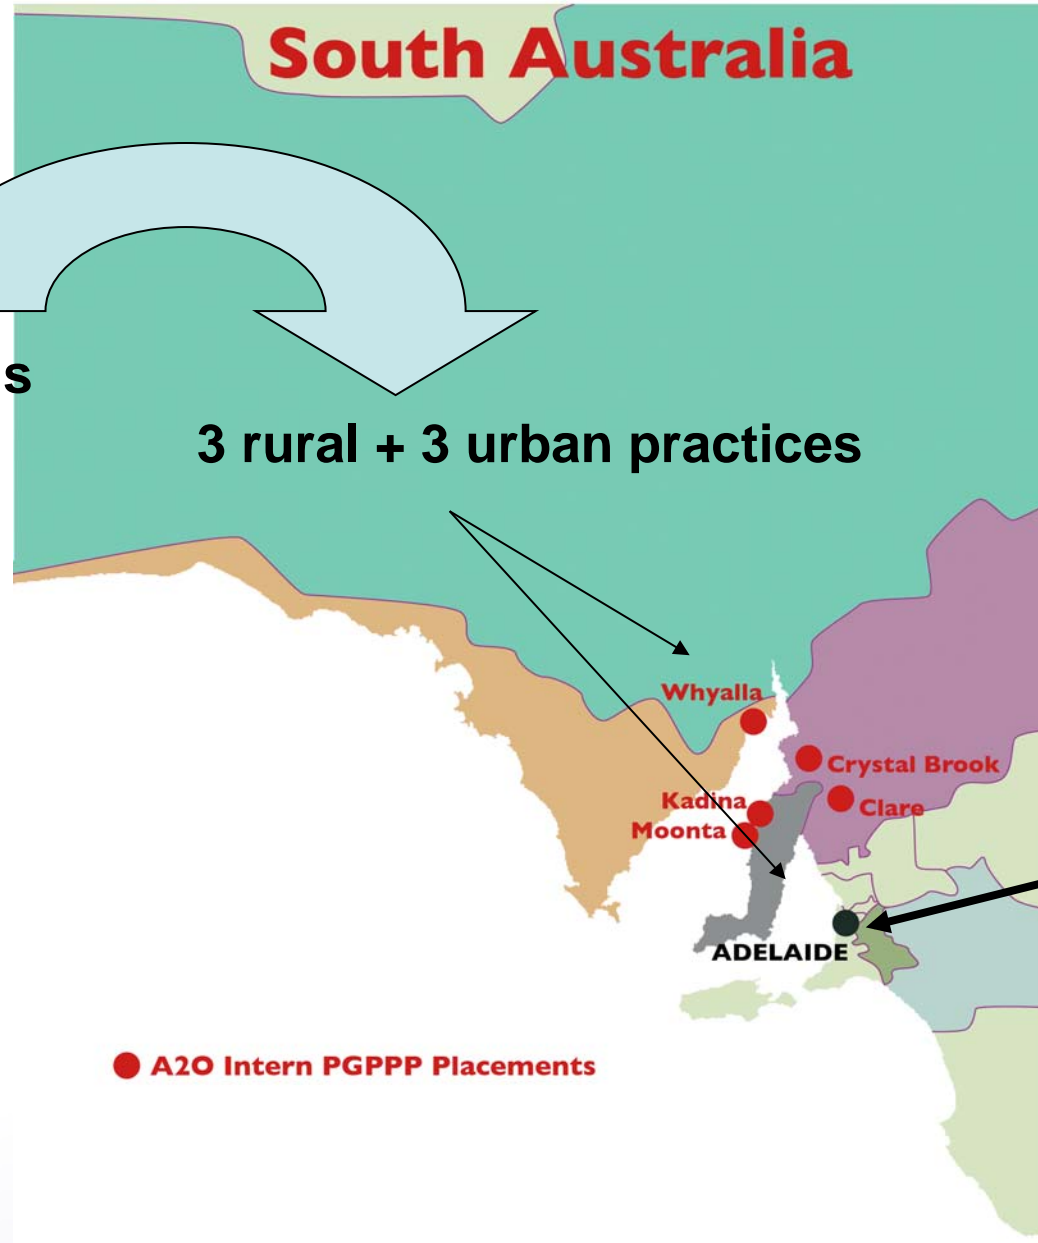 South Australia
s
3 rural + 3 urban practices
Whyalla
Crystal Brook
Kadina
Clare
Moonta
ADELAIDE
A2O Intern PGPPP Placements